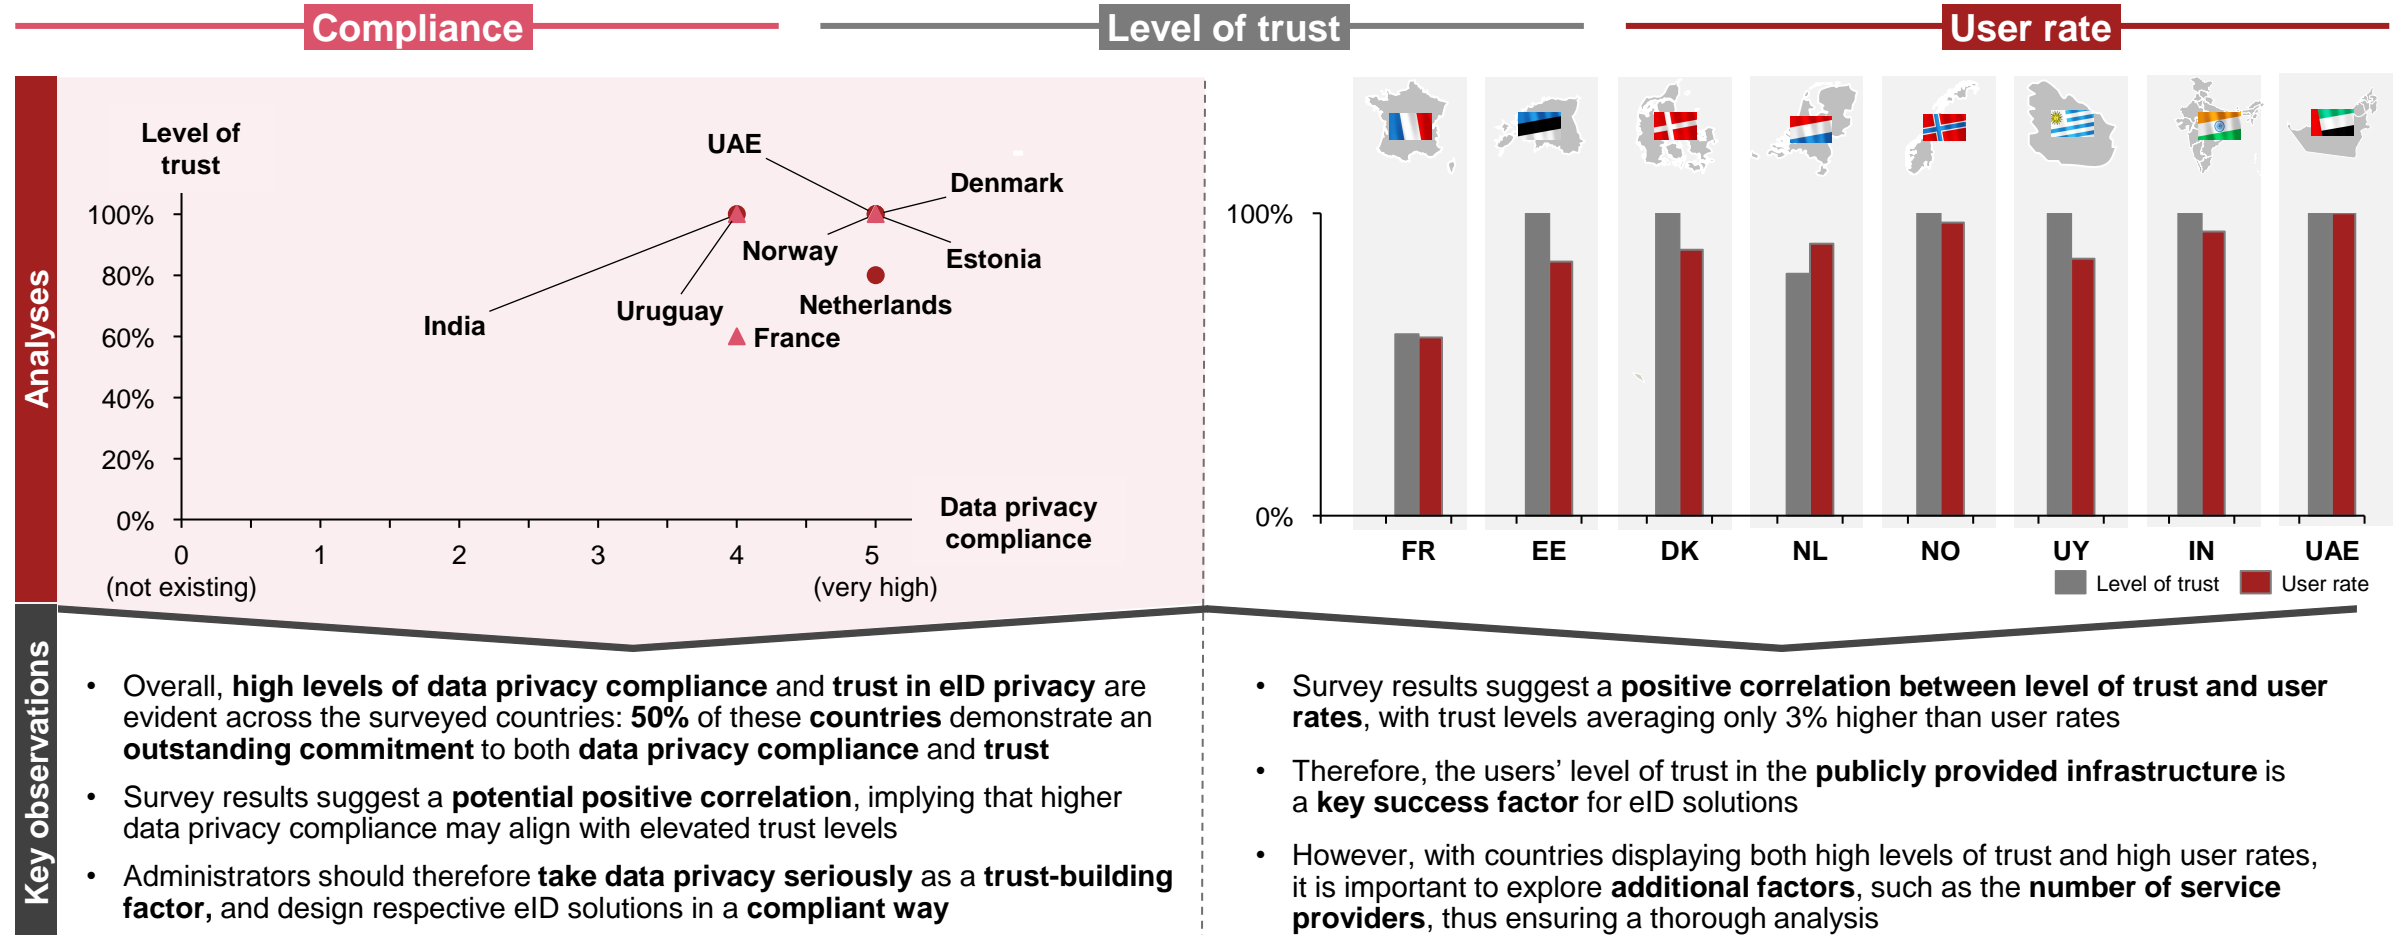 Compliance
Level of trust
User rate
Analyses
Level of
trust
100%
80%
60%
40%
20%
0%
0
1
2
3
4
5
(not existing)
(very high)
Data privacy
compliance
UAE
Denmark
Norway
Estonia
Netherlands
Uruguay
India
France
100%
0%
FR
EE
DK
NL
NO
UY
IN
UAE
Level of trust
User rate
Key observations
• Overall, high levels of data privacy compliance and trust in eID privacy are
evident across the surveyed countries: 50% of these countries demonstrate an
outstanding commitment to both data privacy compliance and trust
• Survey results suggest a potential positive correlation, implying that higher
data privacy compliance may align with elevated trust levels
• Administrators should therefore take data privacy seriously as a trust-building
factor, and design respective eID solutions in a compliant way
• Survey results suggest a positive correlation between level of trust and user
rates, with trust levels averaging only 3% higher than user rates
• Therefore, the users’ level of trust in the publicly provided infrastructure is
a key success factor for eID solutions
• However, with countries displaying both high levels of trust and high user rates,
it is important to explore additional factors, such as the number of service
providers, thus ensuring a thorough analysis